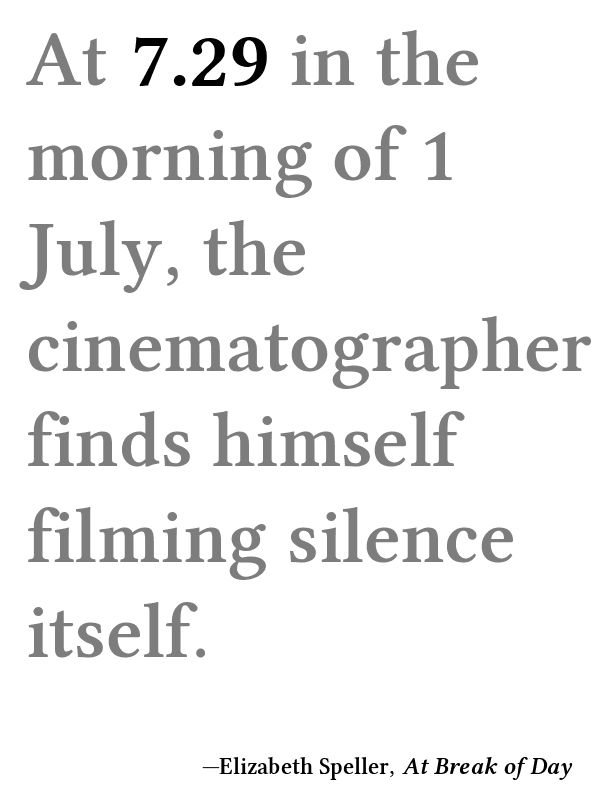 At 7.29 in the
morning of 1
July, the
cinematographer
finds himself
filming silence
itself.
—Elizabeth Speller, At Break of Day